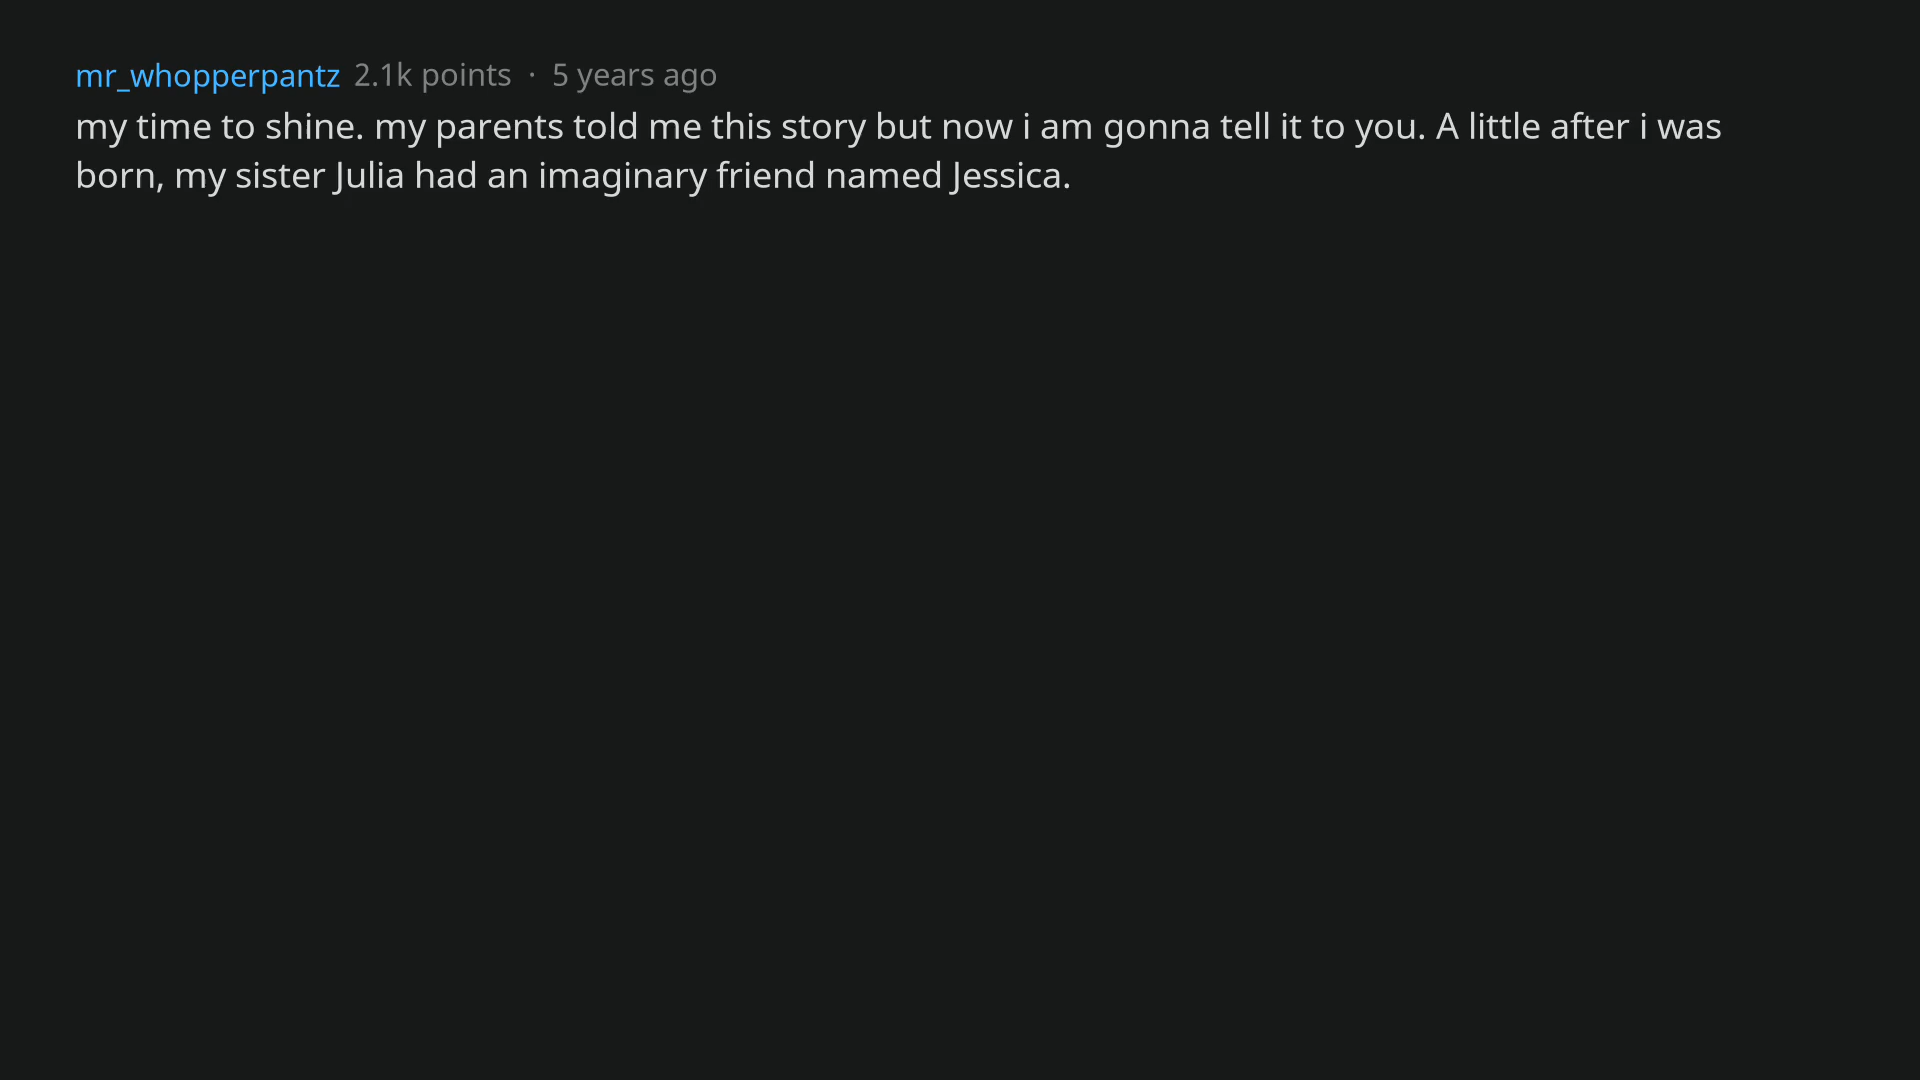 mr_whopperpantz 2.1k points · 5 years ago
my time to shine. my parents told me this story but now i am gonna tell it to you. A little after i was
born, my sister Julia had an imaginary friend named Jessica.